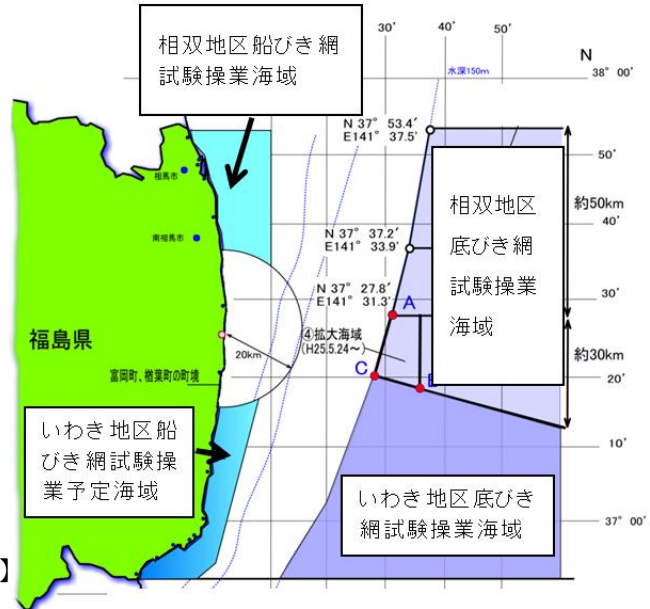 30′
40′
50′
N
水深150m
38° 00′
相双地区船びき網
試験操業海域
N 37° 53.4′
E141° 37.5′
50′
相馬市
相双地区
底びき網
試験操業
海域
約50km
40′
南相馬市
N 37° 37.2′
E141° 33.9′
N 37° 27.8′
E141° 31.3′
A
30′
福島県
④拡大海域
(H25.5.24～)
20km
約30km
C
20′
富岡町、楢葉町の町境
いわき地区船
びき網試験操
業予定海域
10′
いわき地区底びき
網試験操業海域
37° 00′
】